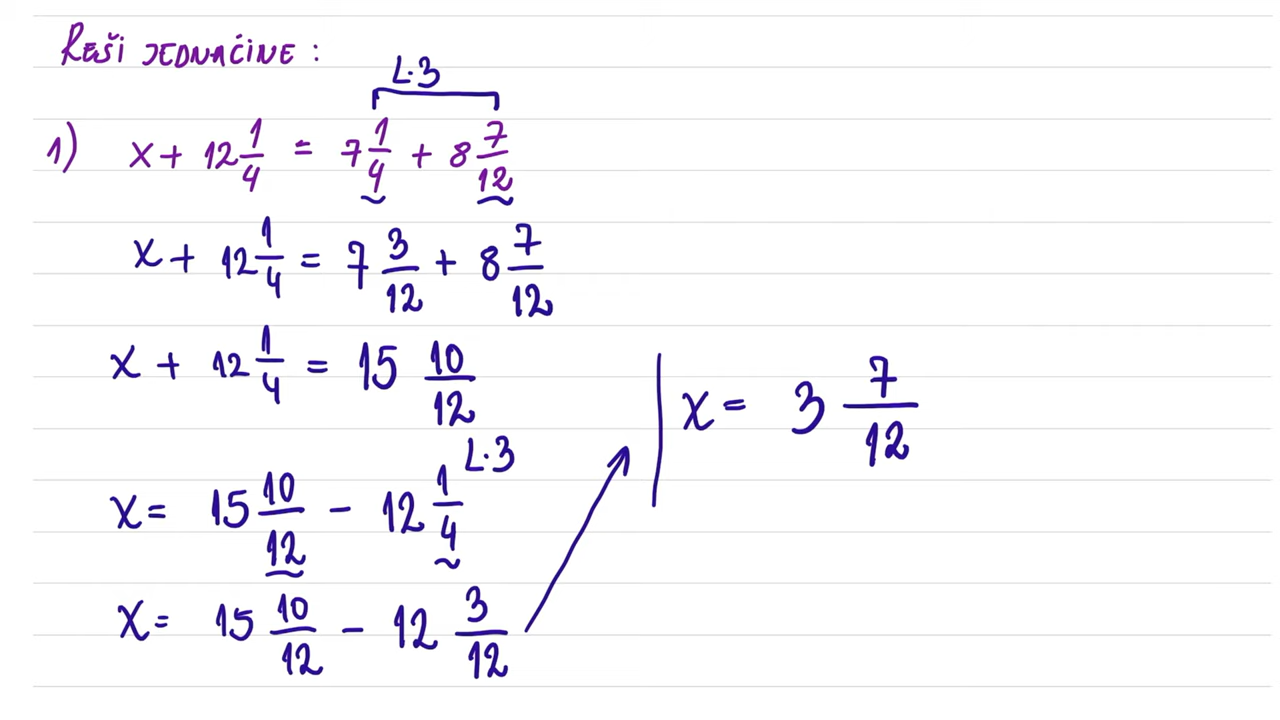 REŠI JEDNAČINE :
L·3
1) x + 12 1/4 = 7 1/4 + 8 7/12
x + 12 1/4 = 7 3/12 + 8 7/12
x + 12 1/4 = 15 10/12
x = 15 10/12 - 12 1/4 L·3
x = 15 10/12 - 12 3/12
x = 3 7/12